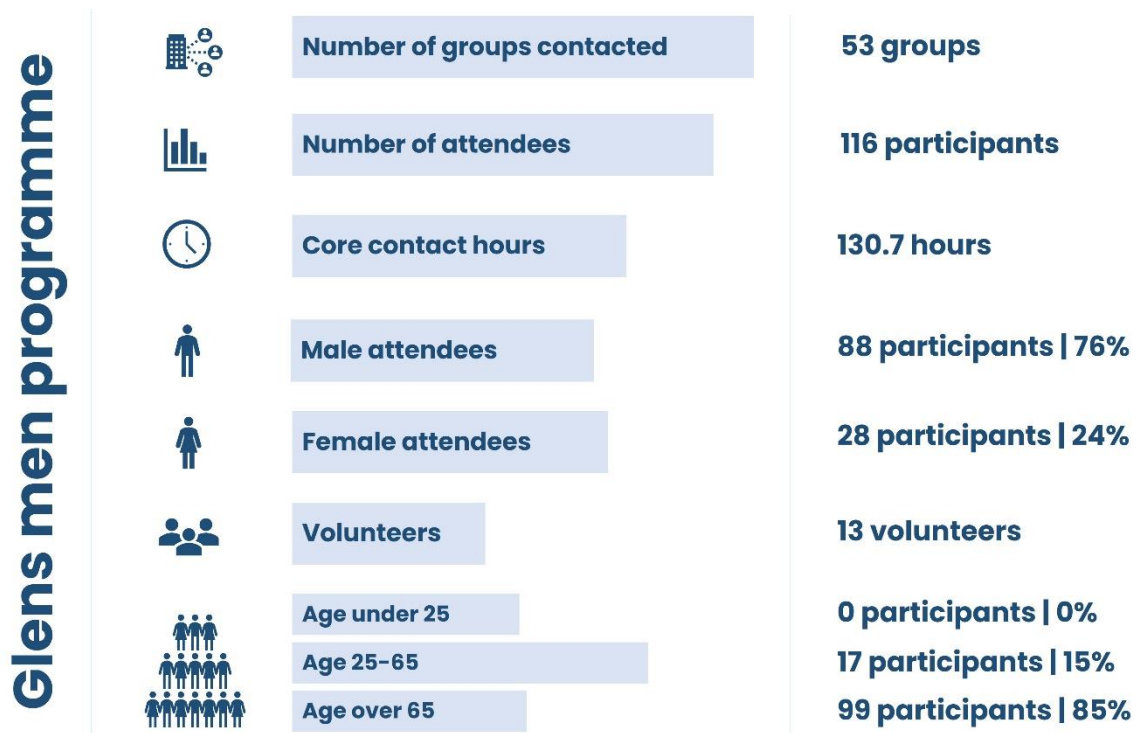 Glens men programme
Number of groups contacted 53 groups
Number of attendees 116 participants
Core contact hours 130.7 hours
Male attendees 88 participants | 76%
Female attendees 28 participants | 24%
Volunteers 13 volunteers
Age under 25 0 participants | 0%
Age 25-65 17 participants | 15%
Age over 65 99 participants | 85%